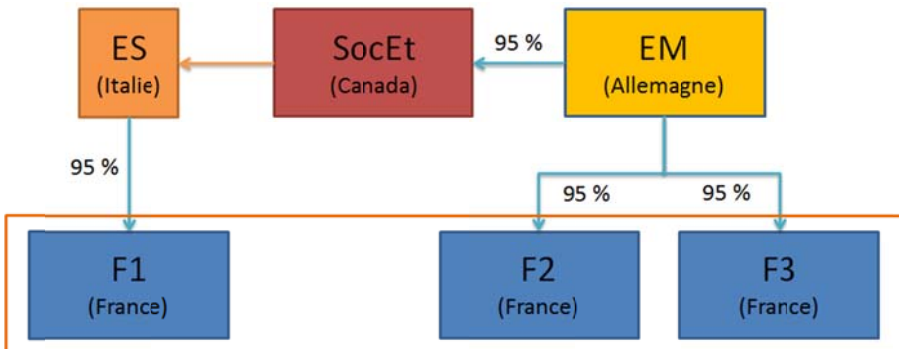 ES
(Italie)
SocEt
(Canada)
95 %
EM
(Allemagne)
95 %
95 %
95 %
F1
(France)
F2
(France)
F3
(France)